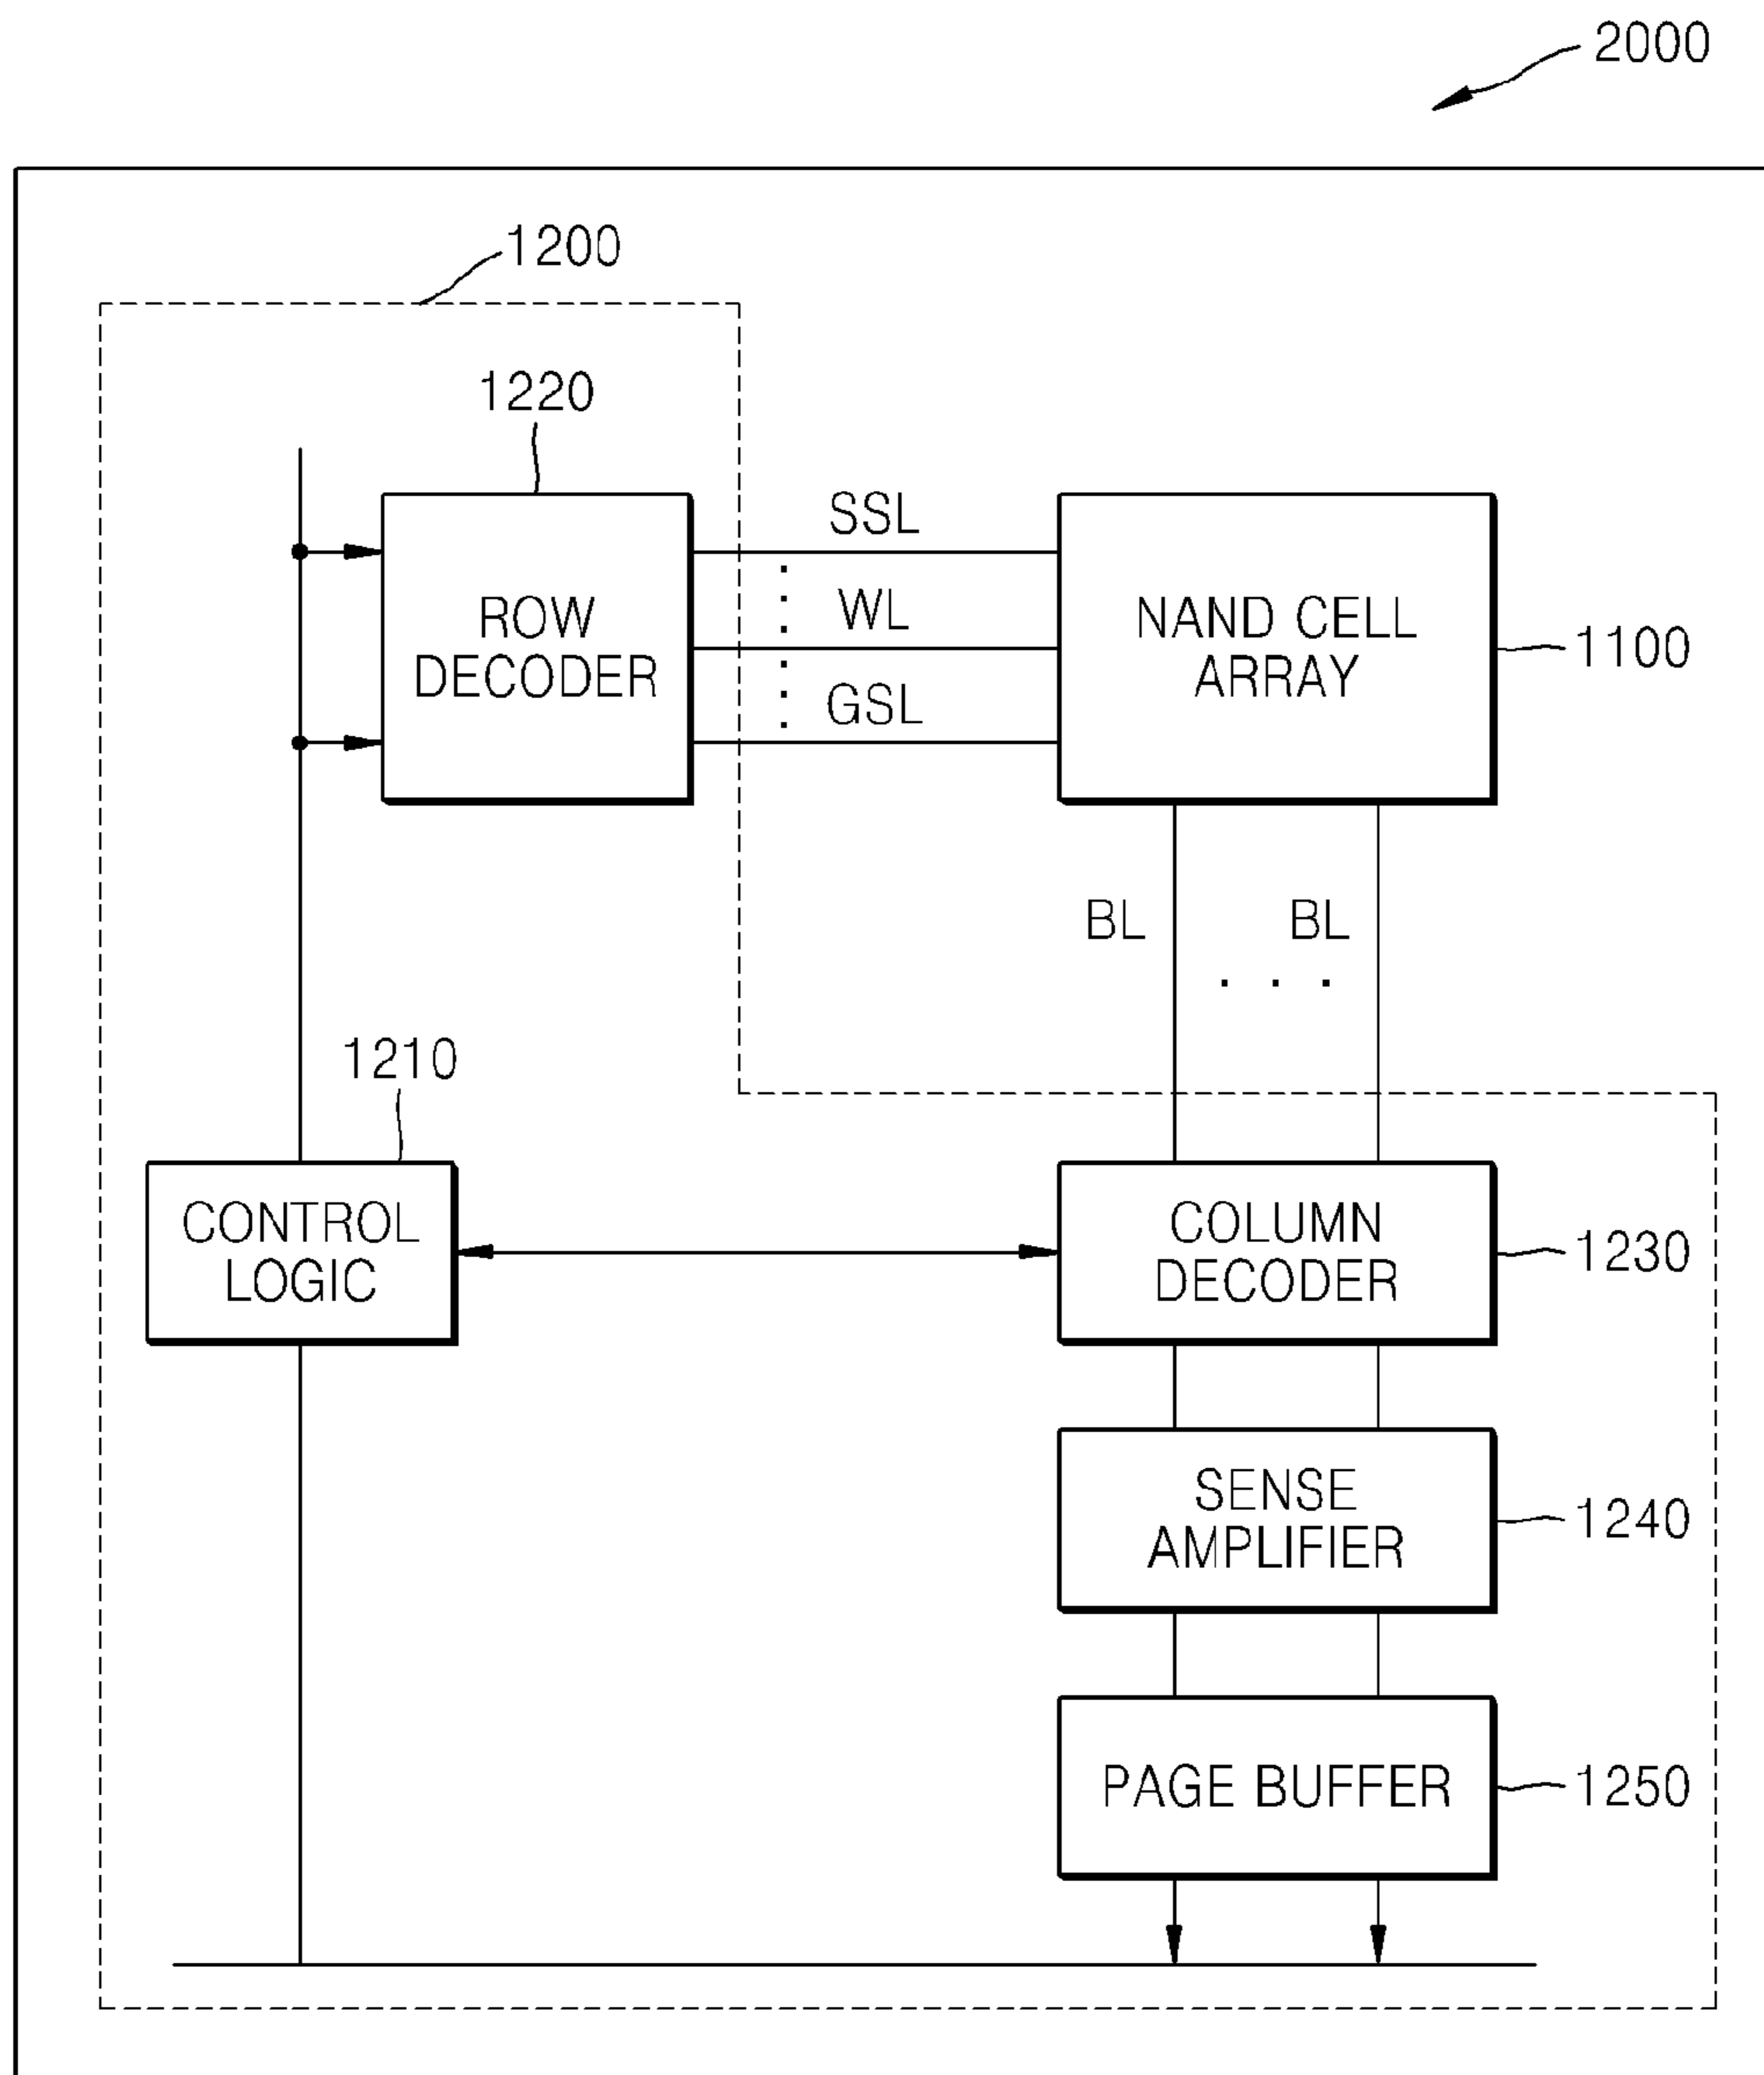 2000
1200
1220
SSL
ROW
DECODER
WL
GSL
NAND CELL
ARRAY
1100
BL
BL
1210
CONTROL
LOGIC
COLUMN
DECODER
1230
SENSE
AMPLIFIER
1240
PAGE BUFFER
1250